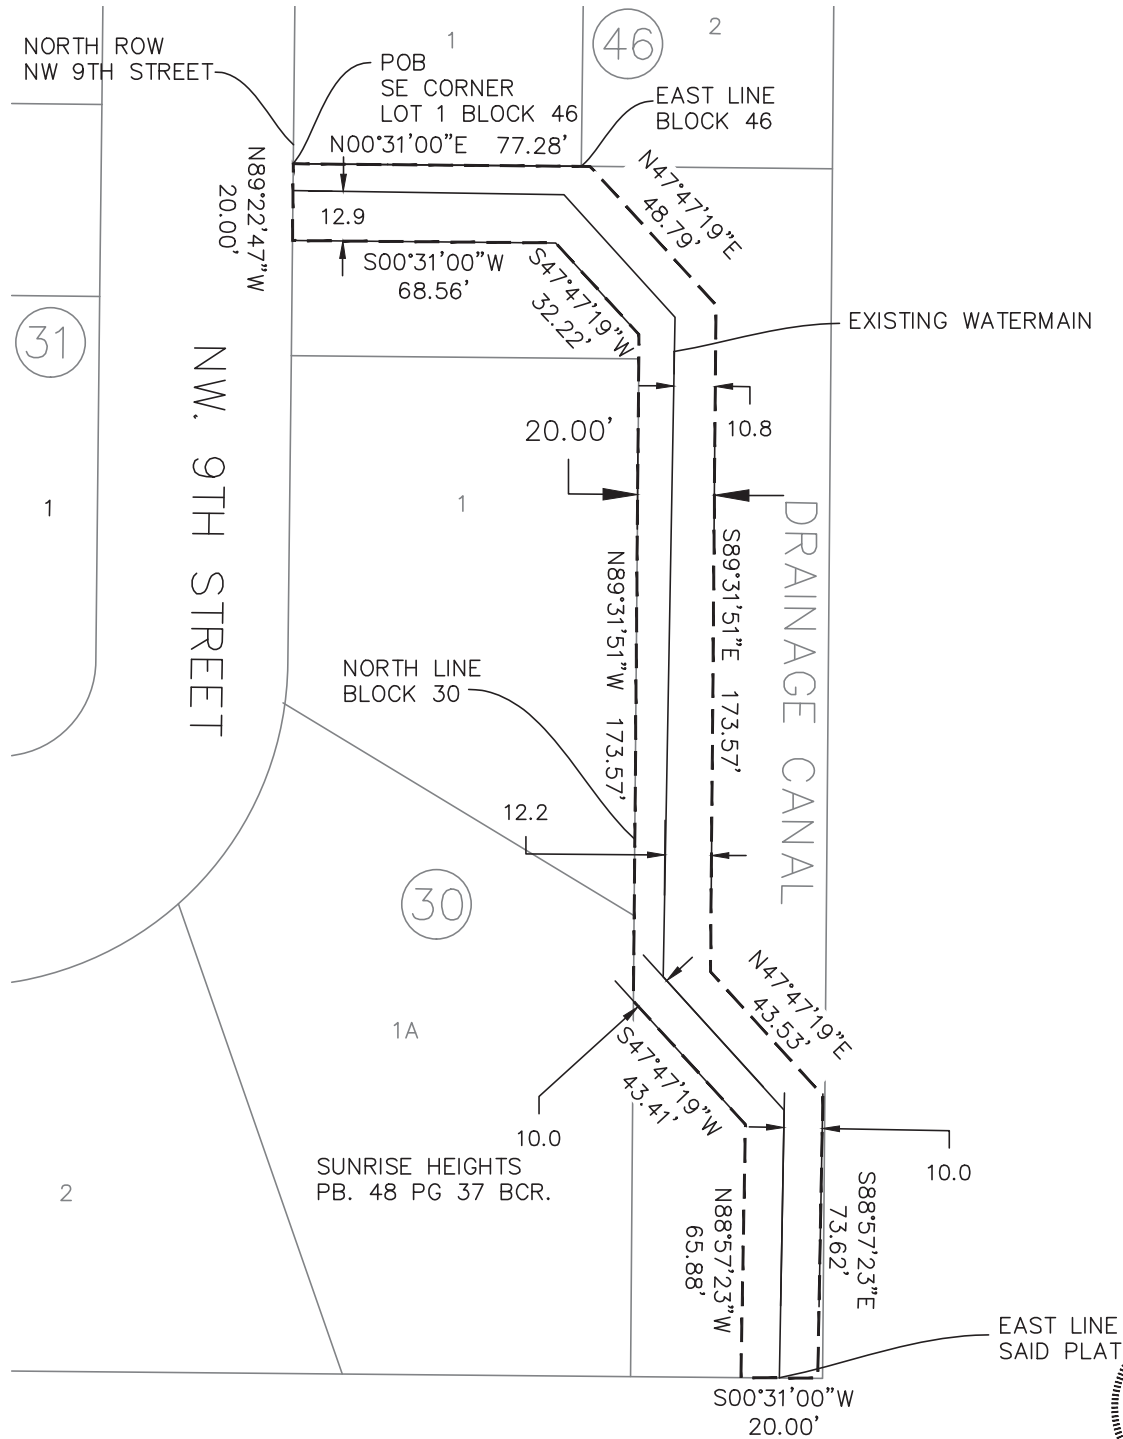 NORTH ROW
NW 9TH STREET
1
46
2
POB
SE CORNER
LOT 1 BLOCK 46
EAST LINE
BLOCK 46
N00°31'00"E 77.28'
N89°22'47"W
20.00'
12.9
S00°31'00"W
68.56'
N47°47'19"E
48.79'
S47°47'19"W
32.22'
31
EXISTING WATERMAIN
NW. 9TH STREET
20.00'
10.8
1
1
DRAINAGE CANAL
N89°31'51"W 173.57'
S89°31'51"E 173.57'
NORTH LINE
BLOCK 30
12.2
30
N47°47'19"E
43.53'
1A
S47°47'19"W
43.41'
10.0
SUNRISE HEIGHTS
PB. 48 PG 37 BCR.
10.0
2
N88°57'23"W
65.88'
S88°57'23"E
73.62'
EAST LINE
SAID PLAT
S00°31'00"W
20.00'